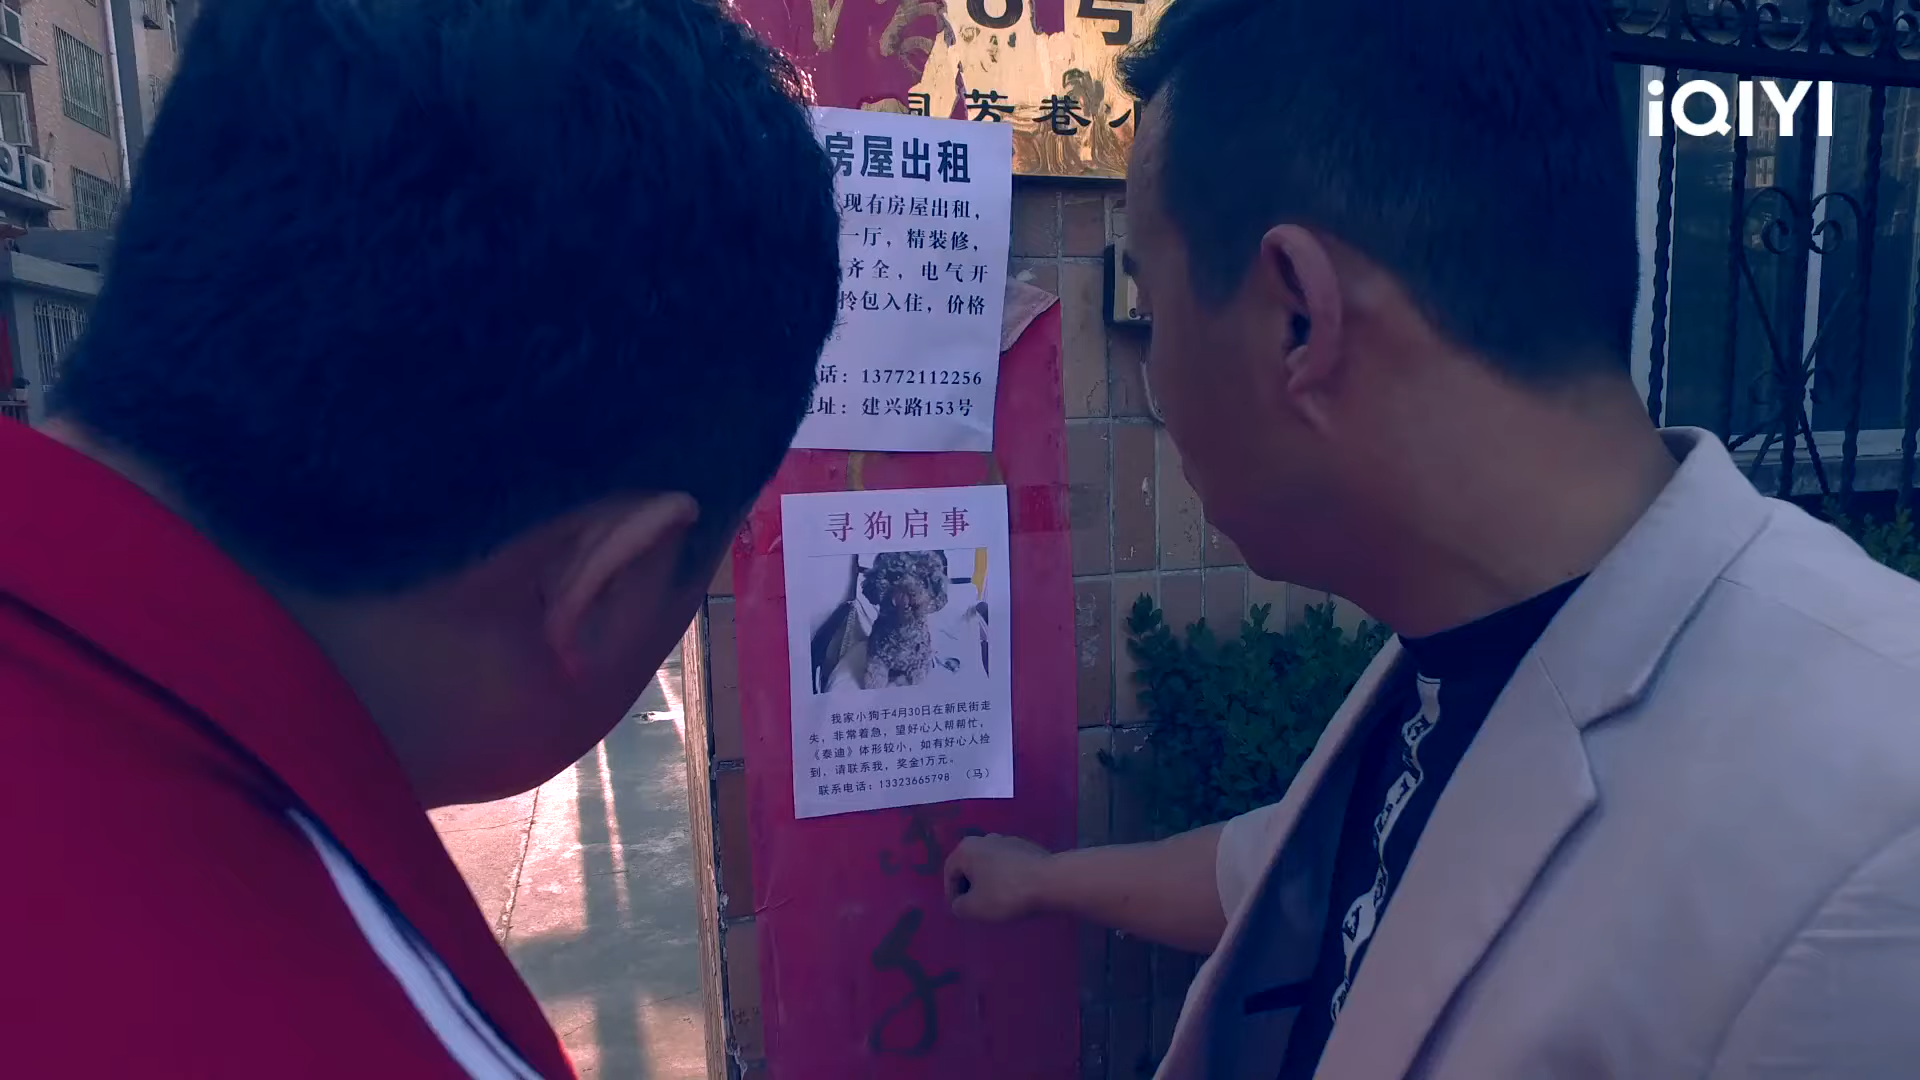 号
芳巷小
iQIYI
房屋出租
现有房屋出租，
一厅，精装修，
齐全，电气开
拎包入住，价格
话：13772112256
址：建兴路153号
寻狗启事
我家小狗于4月30日在新民街走
失，非常着急，望好心人帮帮忙，
《泰迪》体形较小，如有好心人捡
到，请联系我，奖金1万元。
联系电话：13323665798 （马）